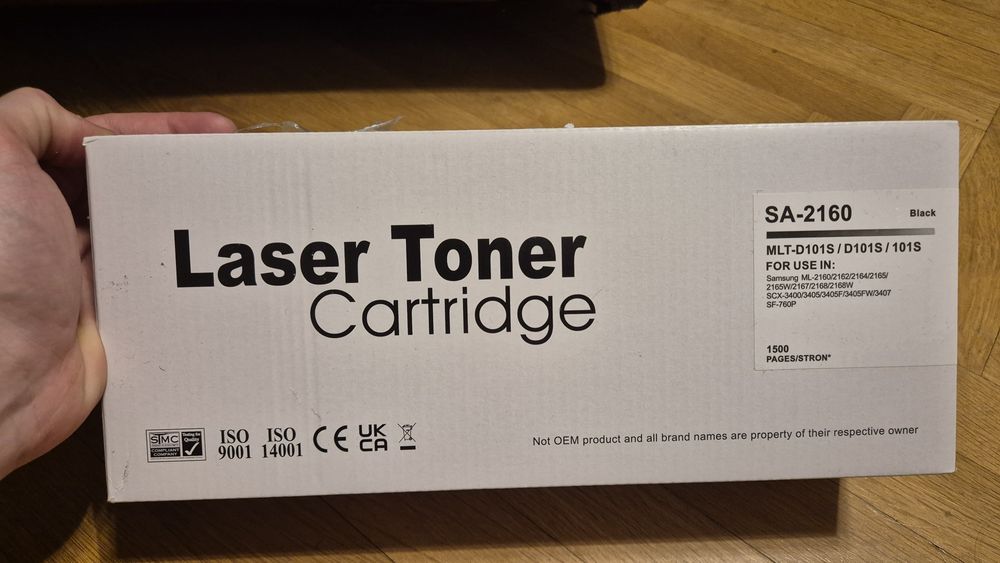 Laser Toner
Cartridge
SA-2160 Black
MLT-D101S / D101S / 101S
FOR USE IN:
Samsung ML-2160/2162/2164/2165/
2165W/2167/2168/2168W
SCX-3400/3405/3405F/3405FW/3407
SF-760P
1500
PAGES/STRON*
STMC
COMPLIANT
COMPANY
Testing for
Quality
ISO
9001
ISO
14001
CE
UK
CA
Not OEM product and all brand names are property of their respective owner